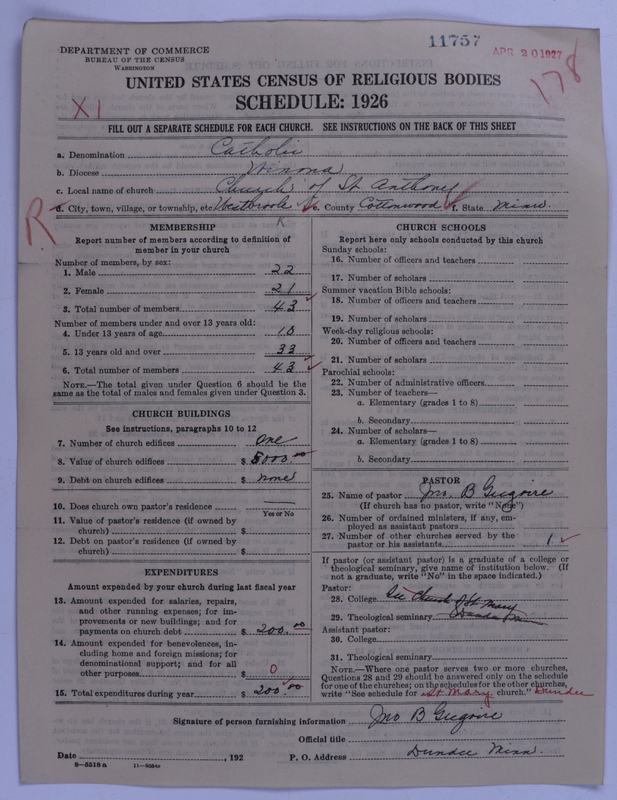 11757
APR 20 1927
178
DEPARTMENT OF COMMERCE
BUREAU OF THE CENSUS
WASHINGTON
UNITED STATES CENSUS OF RELIGIOUS BODIES
SCHEDULE: 1926
X1
FILL OUT A SEPARATE SCHEDULE FOR EACH CHURCH. SEE INSTRUCTIONS ON THE BACK OF THIS SHEET
a. Denomination Catholic
b. Diocese Winona
c. Local name of church Church of St Anthony
R
d. City, town, village, or township, etc. Westbrook e. County Cottonwood f. State Minn.
MEMBERSHIP
Report number of members according to definition of member in your church
Number of members, by sex:
1. Male 22
2. Female 21
3. Total number of members 43
Number of members under and over 13 years old:
4. Under 13 years of age 10
5. 13 years old and over 33
6. Total number of members 43
NOTE.—The total given under Question 6 should be the
same as the total of males and females given under Question 3.
CHURCH BUILDINGS
See instructions, paragraphs 10 to 12
7. Number of church edifices one
8. Value of church edifices $ 5000.00
9. Debt on church edifices $ none
10. Does church own pastor's residence
Yes or No
11. Value of pastor's residence (if owned by
church) $
12. Debt on pastor's residence (if owned by
church) $
EXPENDITURES
Amount expended by your church during last fiscal year
13. Amount expended for salaries, repairs,
and other running expenses; for im-
provements or new buildings; and for
payments on church debt $ 200.00
14. Amount expended for benevolences, in-
cluding home and foreign missions; for
denominational support; and for all
other purposes $ 0
15. Total expenditures during year $ 200.00
CHURCH SCHOOLS
Report here only schools conducted by this church
Sunday schools:
16. Number of officers and teachers
17. Number of scholars
Summer vacation Bible schools:
18. Number of officers and teachers
19. Number of scholars
Week-day religious schools:
20. Number of officers and teachers
21. Number of scholars
Parochial schools:
22. Number of administrative officers
23. Number of teachers—
a. Elementary (grades 1 to 8)
b. Secondary
24. Number of scholars—
a. Elementary (grades 1 to 8)
b. Secondary
PASTOR
25. Name of pastor Jno. B
(If church has no pastor, write "None")
26. Number of ordained ministers, if any, em-
ployed as assistant pastors
27. Number of other churches served by the
pastor or his assistants 1
If pastor (or assistant pastor) is a graduate of a college or
theological seminary, give name of institution below. (If
not a graduate, write "No" in the space indicated.)
Pastor:
28. College See Church of St Mary
29. Theological seminary Dundee Minn
Assistant pastor:
30. College
31. Theological seminary
NOTE.—Where one pastor serves two or more churches,
Questions 28 and 29 should be answered only on the schedule
for one of the churches; on the schedules for the other churches,
write "See schedule for St Mary church." Dundee
Signature of person furnishing information Jno B
Official title
Date , 192 P. O. Address Dundee Minn.
8-5518 a